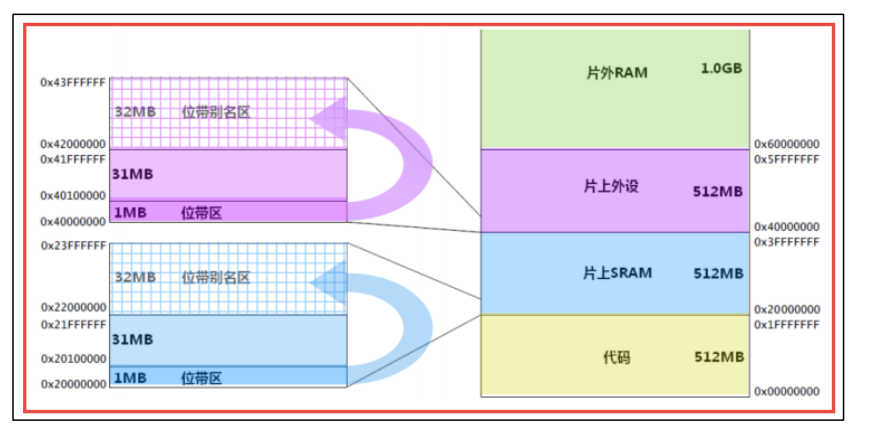 0x43FFFFFF
32MB 位带别名区
0x42000000
0x41FFFFFF
31MB
0x40100000
1MB 位带区
0x40000000
0x23FFFFFF
32MB 位带别名区
0x22000000
0x21FFFFFF
31MB
0x20100000
1MB 位带区
0x20000000
片外RAM 1.0GB
0x60000000
0x5FFFFFFF
片上外设 512MB
0x40000000
0x3FFFFFFF
片上SRAM 512MB
0x20000000
0x1FFFFFFF
代码 512MB
0x00000000